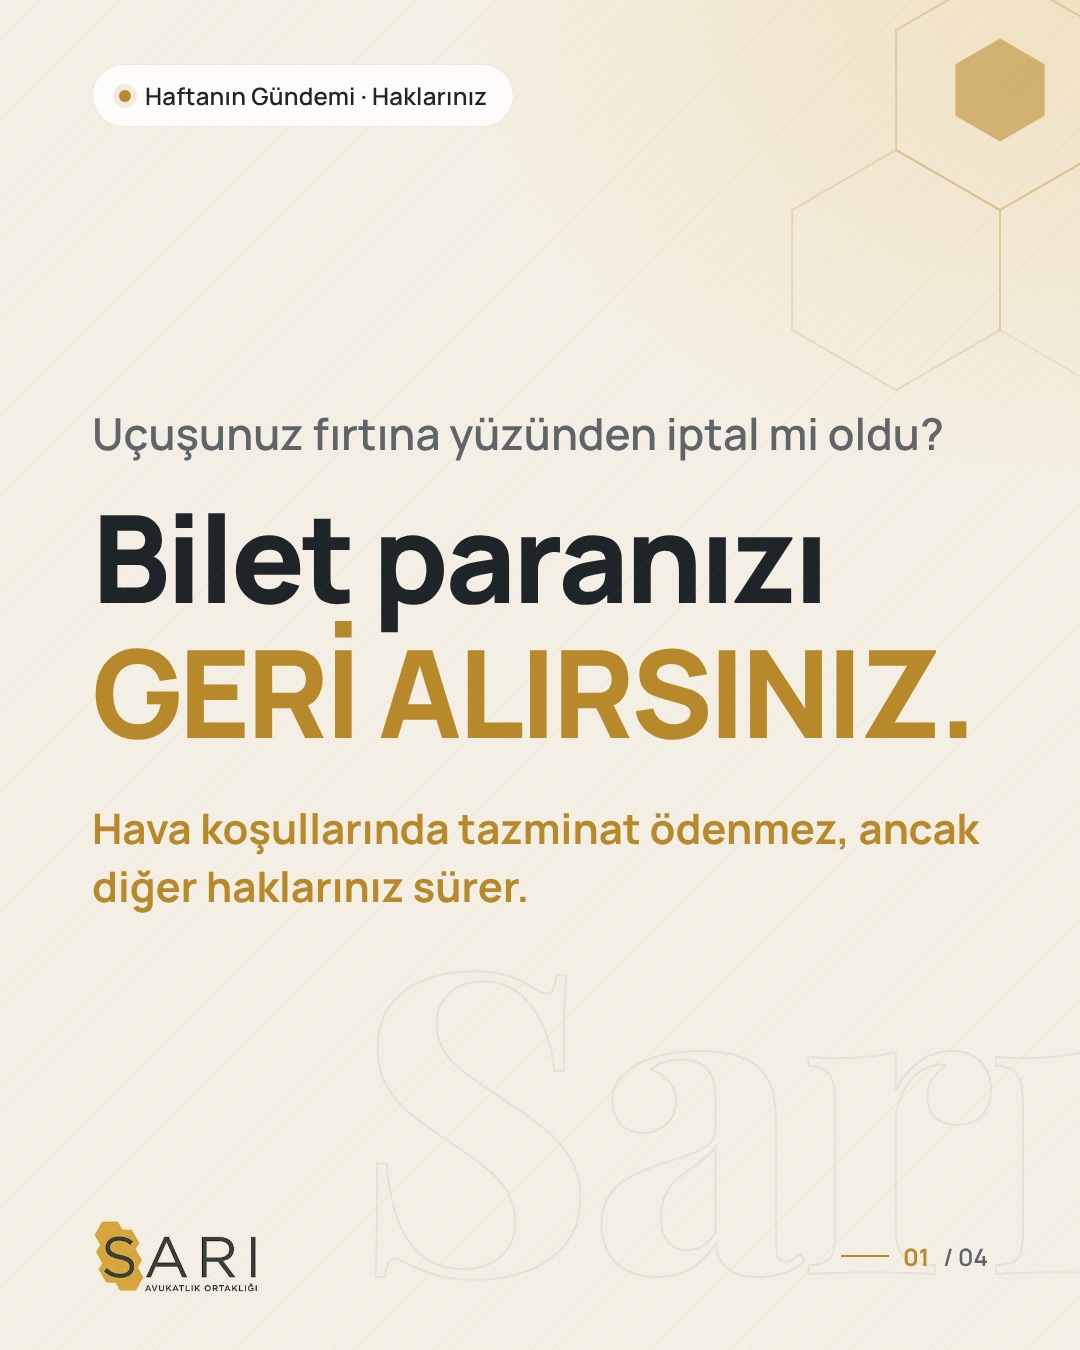 Haftanın Gündemi · Haklarınız
Uçuşunuz fırtına yüzünden iptal mi oldu?
Bilet paranızı
GERİ ALIRSINIZ.
Hava koşullarında tazminat ödenmez, ancak
diğer haklarınız sürer.
Sarı
SARI
AVUKATLIK ORTAKLIĞI
01 / 04